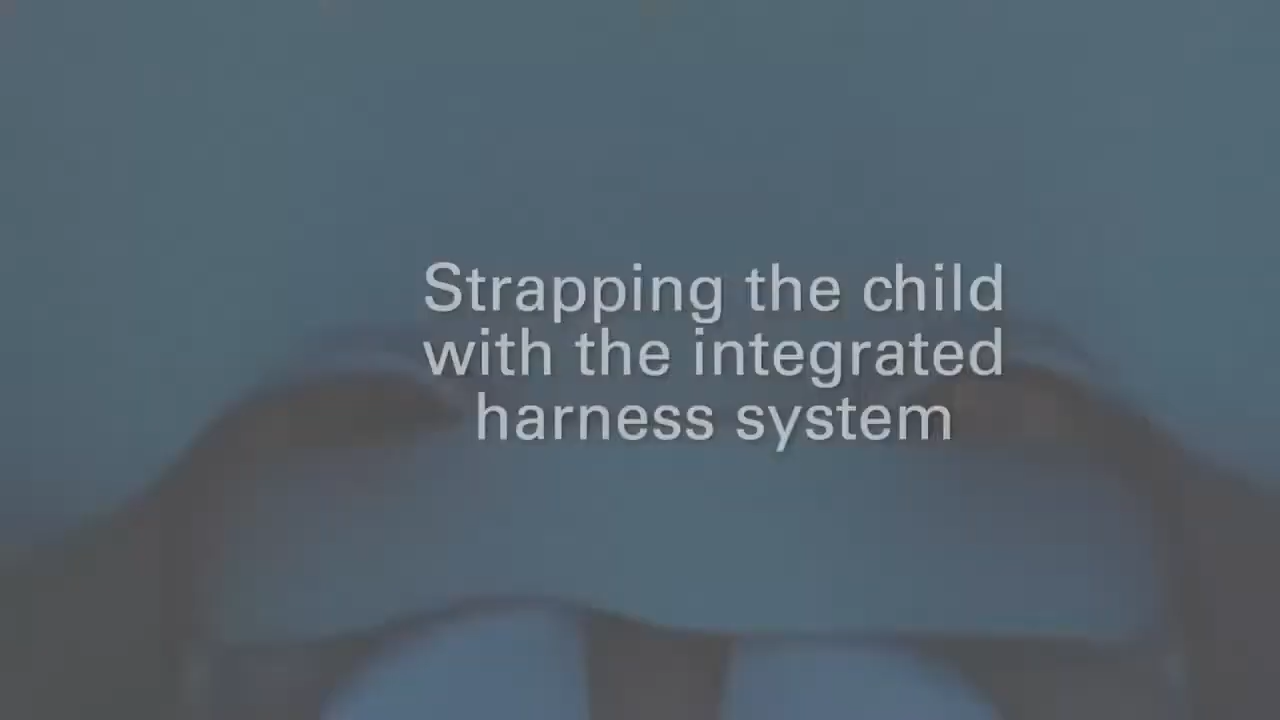 Strapping the child
with the integrated
harness system